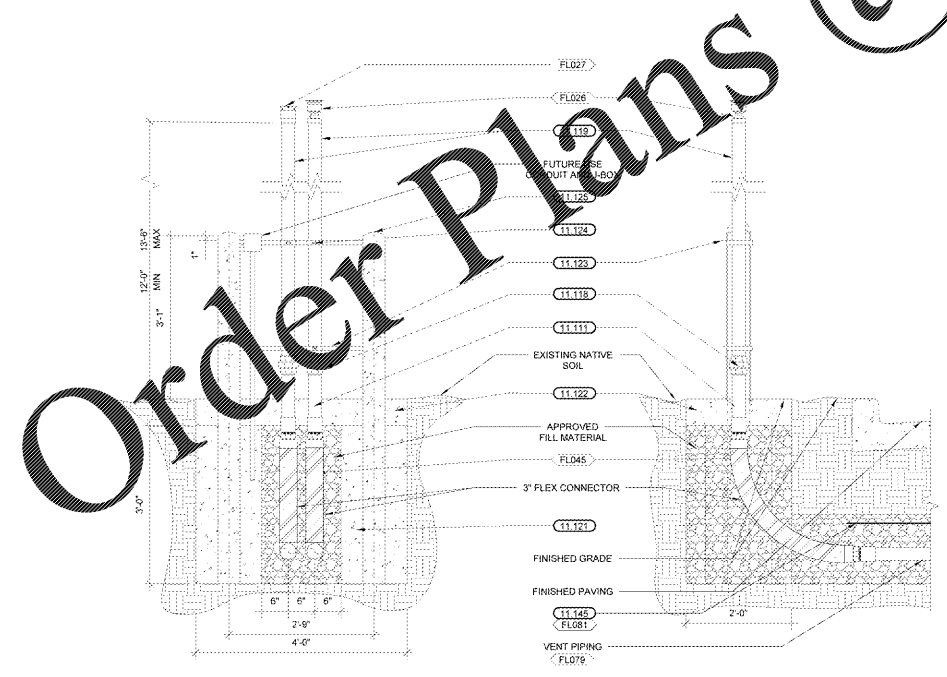 Order Plans ©
FL027
FL026
11.119
FUTURE USE
CONDUIT AND J-BOX
11.125
11.124
11.123
11.118
11.111
EXISTING NATIVE
SOIL
11.122
APPROVED
FILL MATERIAL
FL045
3" FLEX CONNECTOR
11.121
FINISHED GRADE
FINISHED PAVING
11.145
FL081
VENT PIPING
FL079
13'-6" MAX
12'-0" MIN
1"
3'-1"
3'-0"
6" 6" 6"
2'-9"
4'-0"
2'-0"